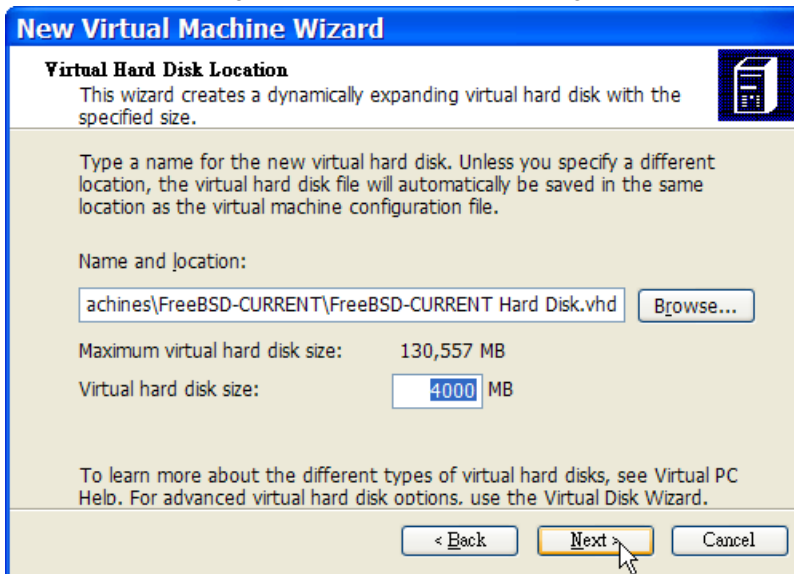 New Virtual Machine Wizard
Virtual Hard Disk Location
This wizard creates a dynamically expanding virtual hard disk with the
specified size.
Type a name for the new virtual hard disk. Unless you specify a different
location, the virtual hard disk file will automatically be saved in the same
location as the virtual machine configuration file.
Name and location:
achines\FreeBSD-CURRENT\FreeBSD-CURRENT Hard Disk.vhd Browse...
Maximum virtual hard disk size: 130,557 MB
Virtual hard disk size: 4000 MB
To learn more about the different types of virtual hard disks, see Virtual PC
Help. For advanced virtual hard disk options, use the Virtual Disk Wizard.
< Back Next > Cancel